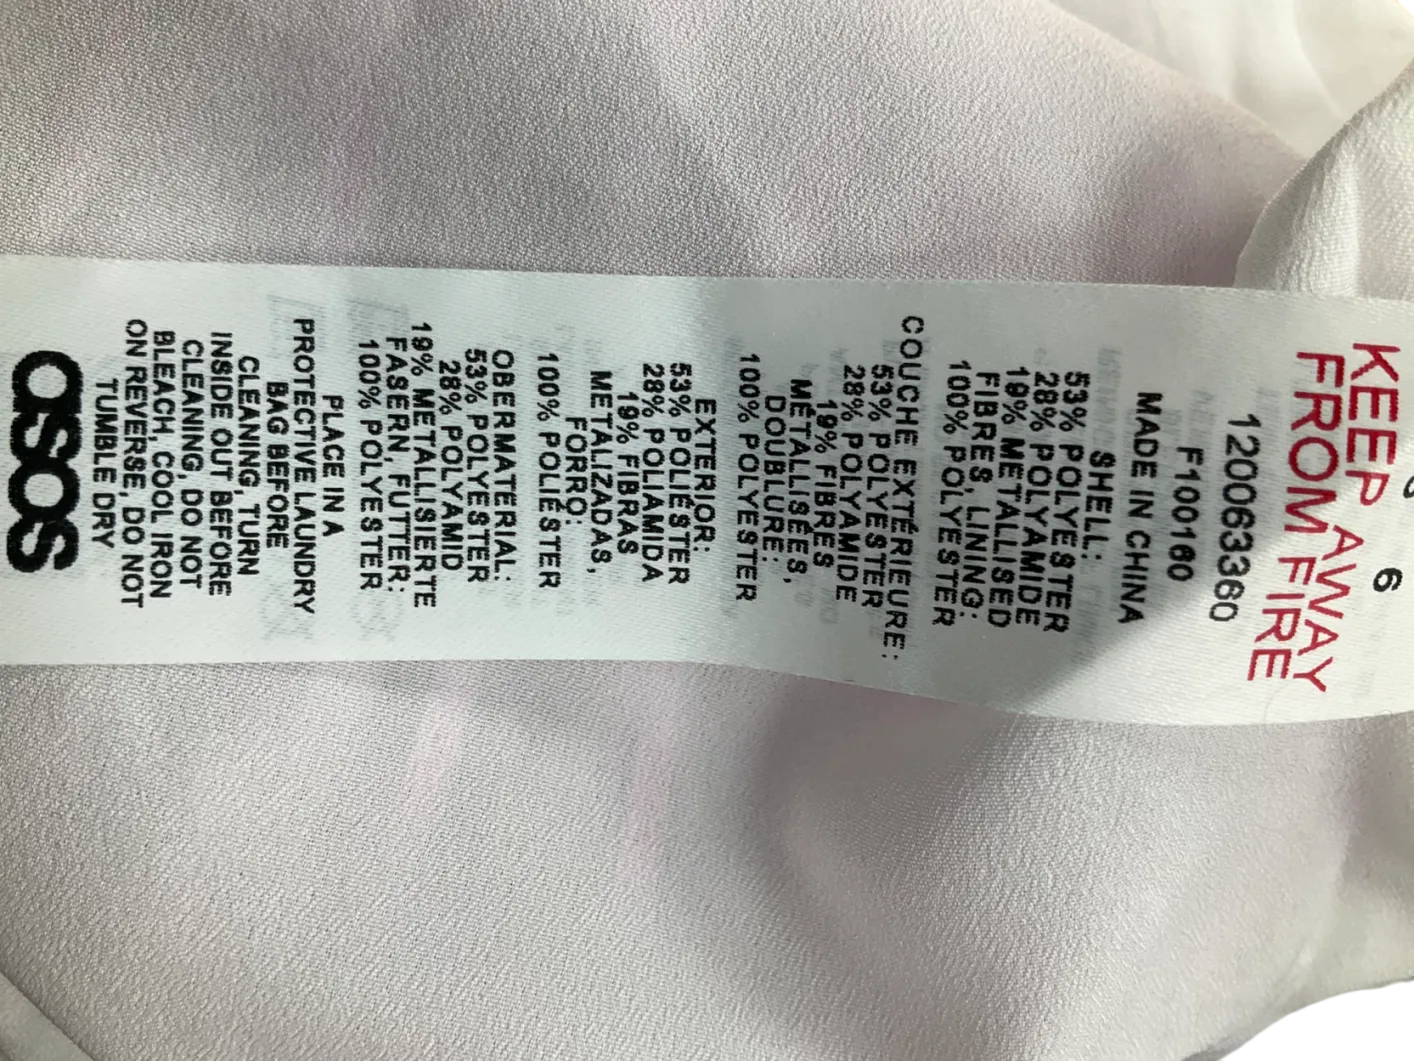 6
KEEP AWAY
FROM FIRE
120063360
F100160
MADE IN CHINA
SHELL:
53% POLYESTER
28% POLYAMIDE
19% METALLISED
FIBRES, LINING:
100% POLYESTER
COUCHE EXTÉRIEURE:
53% POLYESTER
28% POLYAMIDE
19% FIBRES
MÉTALLISÉES,
DOUBLURE:
100% POLYESTER
EXTERIOR:
53% POLIÉSTER
28% POLIAMIDA
19% FIBRAS
METALIZADAS,
FORRO:
100% POLIÉSTER
OBERMATERIAL:
53% POLYESTER
28% POLYAMID
19% METALLISIERTE
FASERN, FUTTER:
100% POLYESTER
PLACE IN A
PROTECTIVE LAUNDRY
BAG BEFORE
CLEANING, TURN
INSIDE OUT BEFORE
CLEANING, DO NOT
BLEACH, COOL IRON
ON REVERSE, DO NOT
TUMBLE DRY
asos